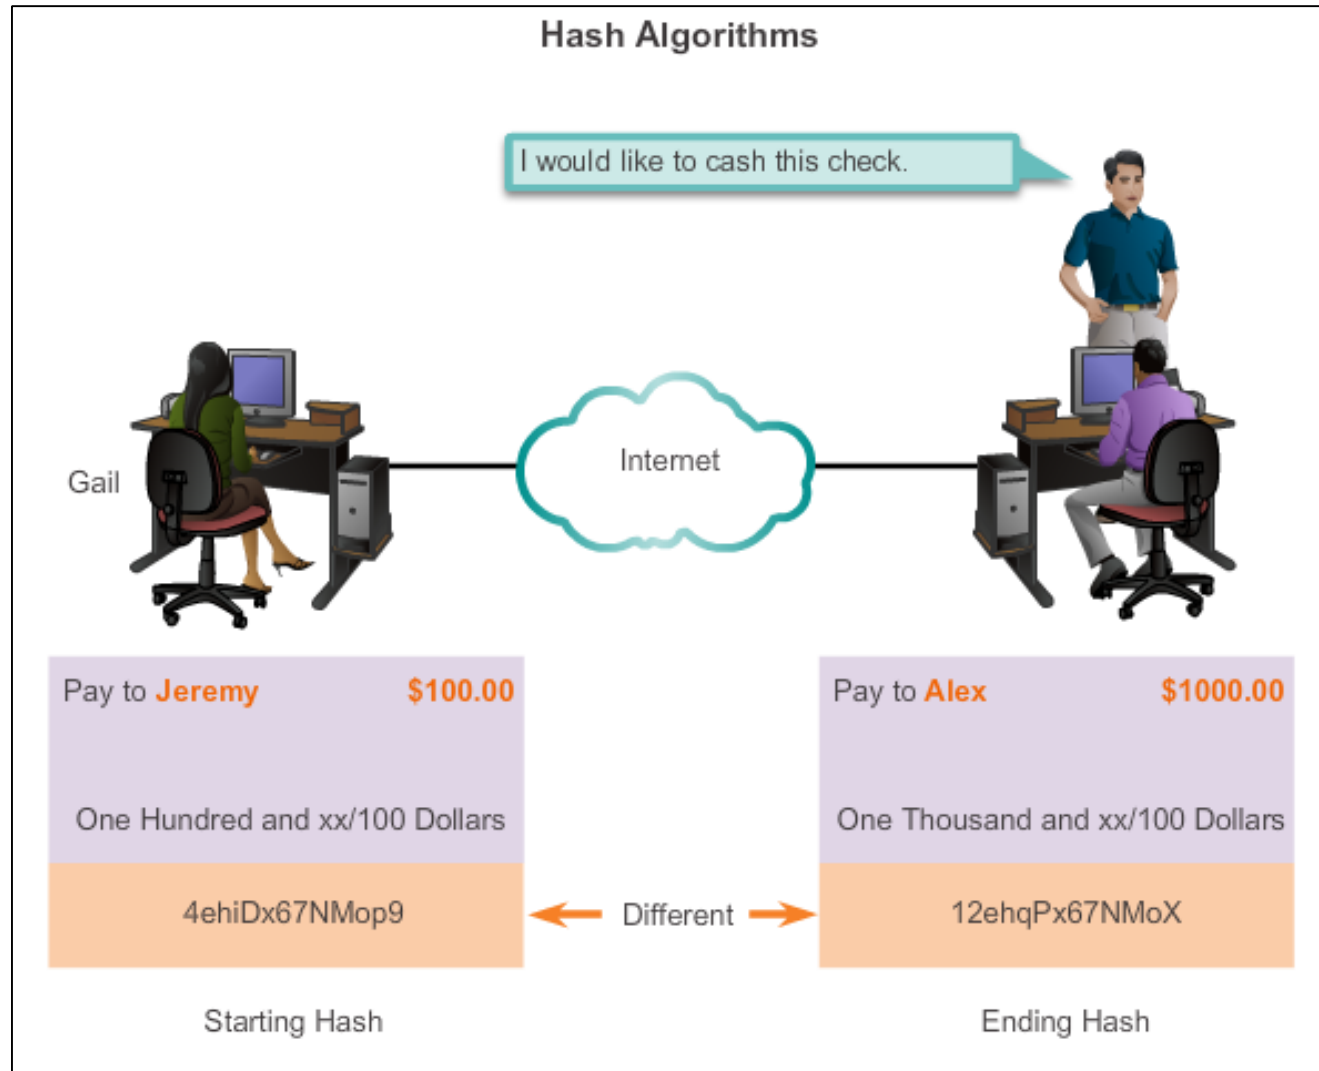 Hash Algorithms
I would like to cash this check.
Gail
Internet
Pay to Jeremy $100.00
One Hundred and xx/100 Dollars
4ehiDx67NMop9
Different
Pay to Alex $1000.00
One Thousand and xx/100 Dollars
12ehqPx67NMoX
Starting Hash
Ending Hash